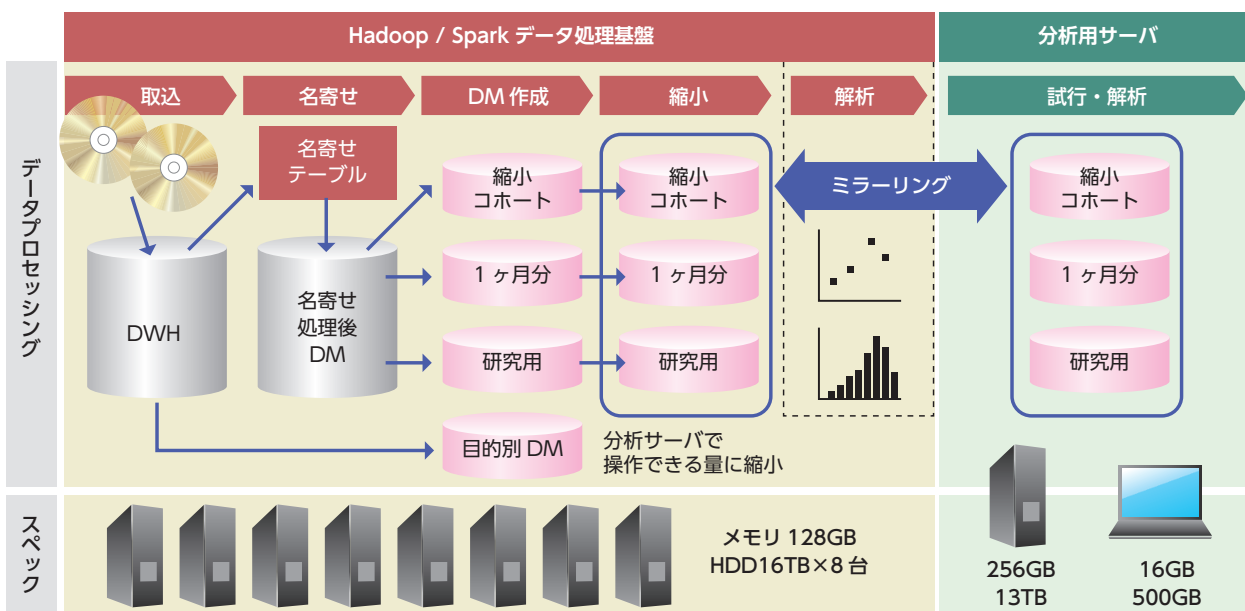 Hadoop / Spark データ処理基盤
分析用サーバ
データプロセッシング
取込
名寄せ
DM 作成
縮小
解析
試行・解析
名寄せ
テーブル
縮小
コホート
縮小
コホート
ミラーリング
縮小
コホート
DWH
名寄せ
処理後
DM
1 ヶ月分
1 ヶ月分
1 ヶ月分
研究用
研究用
研究用
目的別 DM
分析サーバで
操作できる量に縮小
スペック
メモリ 128GB
HDD16TB×8 台
256GB
13TB
16GB
500GB